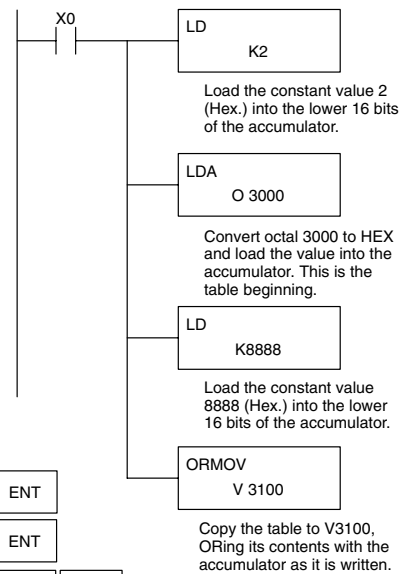 X0
LD
K2
Load the constant value 2
(Hex.) into the lower 16 bits
of the accumulator.
LDA
O 3000
Convert octal 3000 to HEX
and load the value into the
accumulator. This is the
table beginning.
LD
K8888
Load the constant value
8888 (Hex.) into the lower
16 bits of the accumulator.
ORMOV
V 3100
Copy the table to V3100,
ORing its contents with the
accumulator as it is written.
ENT
ENT